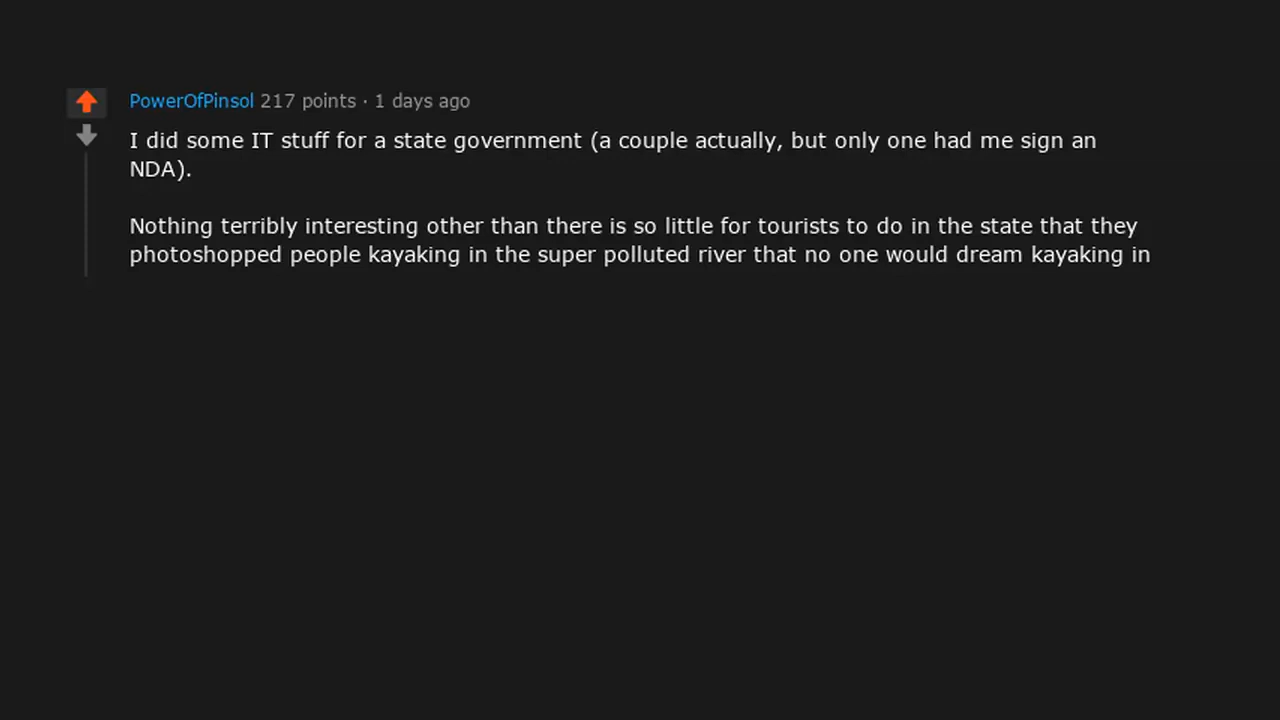 PowerOfPinsol 217 points · 1 days ago
I did some IT stuff for a state government (a couple actually, but only one had me sign an
NDA).
Nothing terribly interesting other than there is so little for tourists to do in the state that they
photoshopped people kayaking in the super polluted river that no one would dream kayaking in